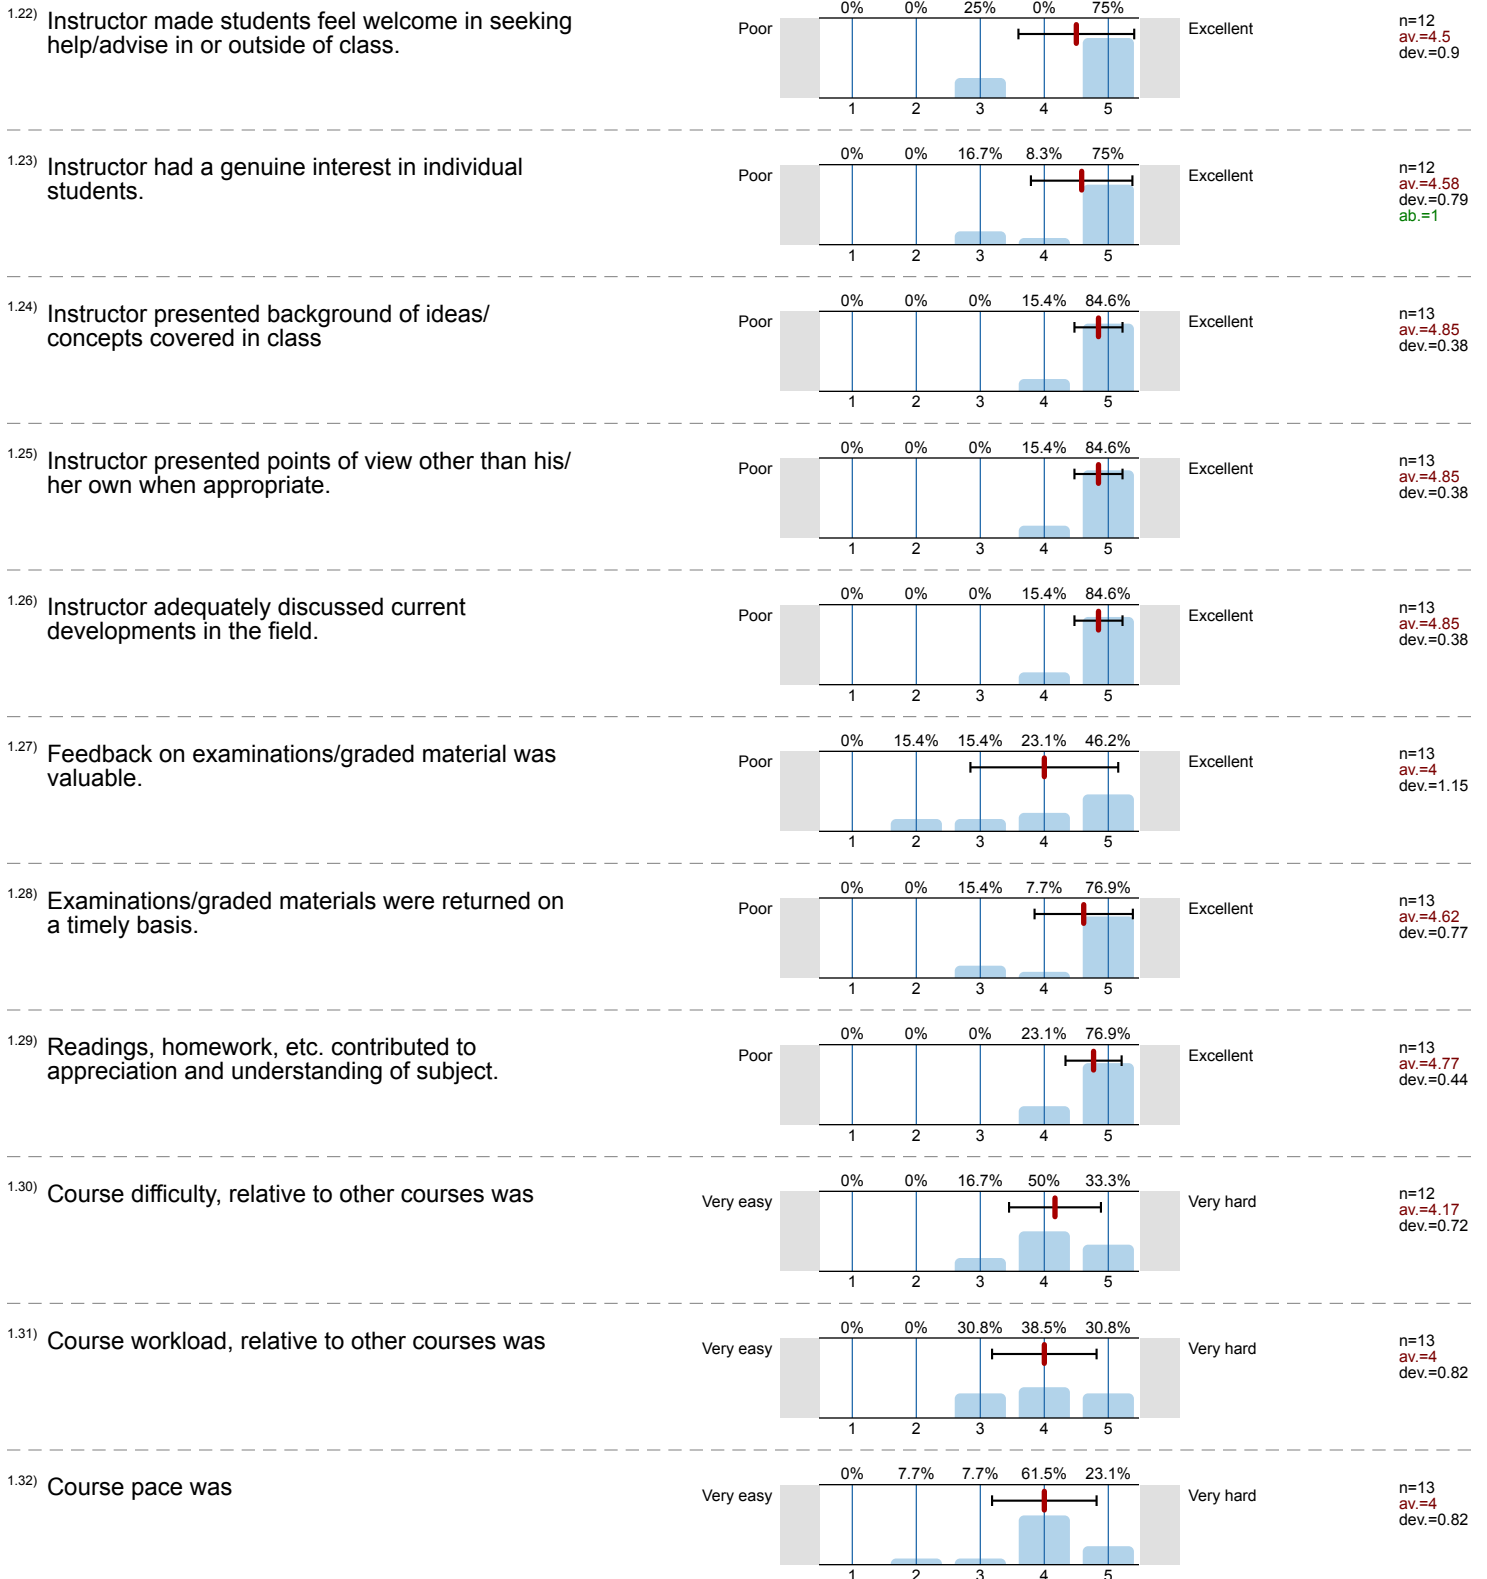 1.22) Instructor made students feel welcome in seeking
help/advise in or outside of class.
0% 0% 25% 0% 75%
Poor Excellent
1 2 3 4 5
n=12
av.=4.5
dev.=0.9
1.23) Instructor had a genuine interest in individual
students.
0% 0% 16.7% 8.3% 75%
Poor Excellent
1 2 3 4 5
n=12
av.=4.58
dev.=0.79
ab.=1
1.24) Instructor presented background of ideas/
concepts covered in class
0% 0% 0% 15.4% 84.6%
Poor Excellent
1 2 3 4 5
n=13
av.=4.85
dev.=0.38
1.25) Instructor presented points of view other than his/
her own when appropriate.
0% 0% 0% 15.4% 84.6%
Poor Excellent
1 2 3 4 5
n=13
av.=4.85
dev.=0.38
1.26) Instructor adequately discussed current
developments in the field.
0% 0% 0% 15.4% 84.6%
Poor Excellent
1 2 3 4 5
n=13
av.=4.85
dev.=0.38
1.27) Feedback on examinations/graded material was
valuable.
0% 15.4% 15.4% 23.1% 46.2%
Poor Excellent
1 2 3 4 5
n=13
av.=4
dev.=1.15
1.28) Examinations/graded materials were returned on
a timely basis.
0% 0% 15.4% 7.7% 76.9%
Poor Excellent
1 2 3 4 5
n=13
av.=4.62
dev.=0.77
1.29) Readings, homework, etc. contributed to
appreciation and understanding of subject.
0% 0% 0% 23.1% 76.9%
Poor Excellent
1 2 3 4 5
n=13
av.=4.77
dev.=0.44
1.30) Course difficulty, relative to other courses was
0% 0% 16.7% 50% 33.3%
Very easy Very hard
1 2 3 4 5
n=12
av.=4.17
dev.=0.72
1.31) Course workload, relative to other courses was
0% 0% 30.8% 38.5% 30.8%
Very easy Very hard
1 2 3 4 5
n=13
av.=4
dev.=0.82
1.32) Course pace was
0% 7.7% 7.7% 61.5% 23.1%
Very easy Very hard
1 2 3 4 5
n=13
av.=4
dev.=0.82